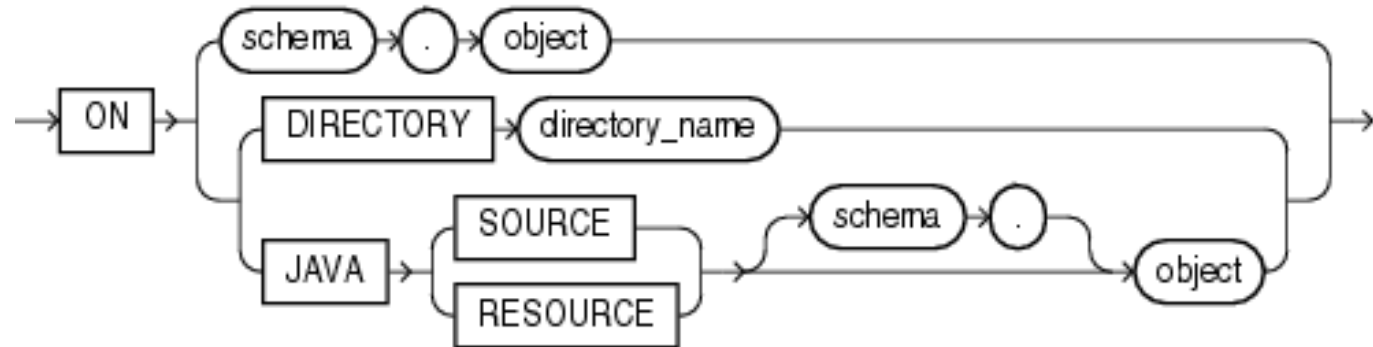 schema . object
ON DIRECTORY directory_name
SOURCE schema .
JAVA object
RESOURCE